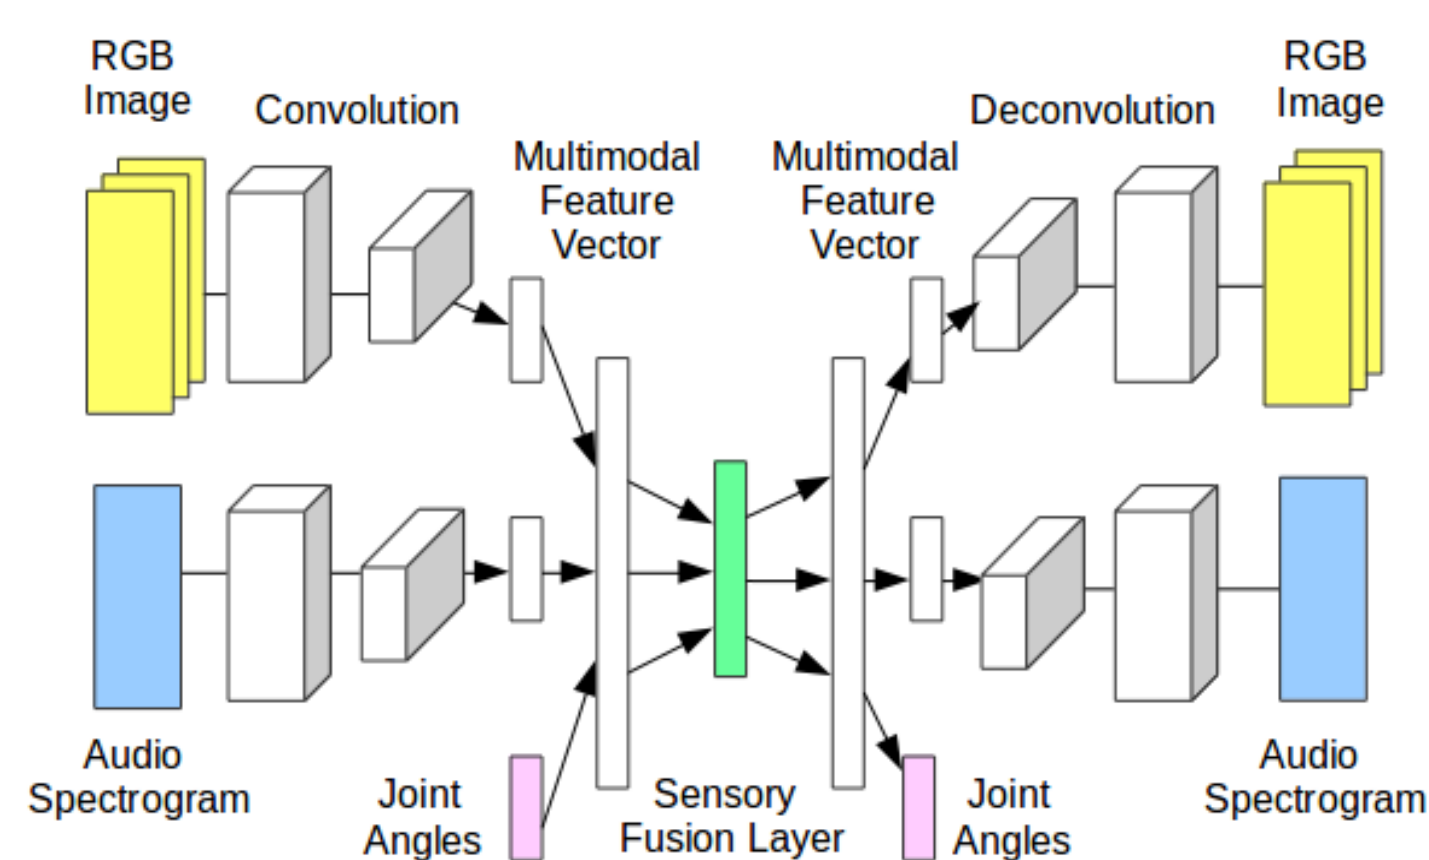 RGB
Image
Convolution
Multimodal
Feature
Vector
Multimodal
Feature
Vector
Deconvolution
RGB
Image
Audio
Spectrogram
Joint
Angles
Sensory
Fusion Layer
Joint
Angles
Audio
Spectrogram